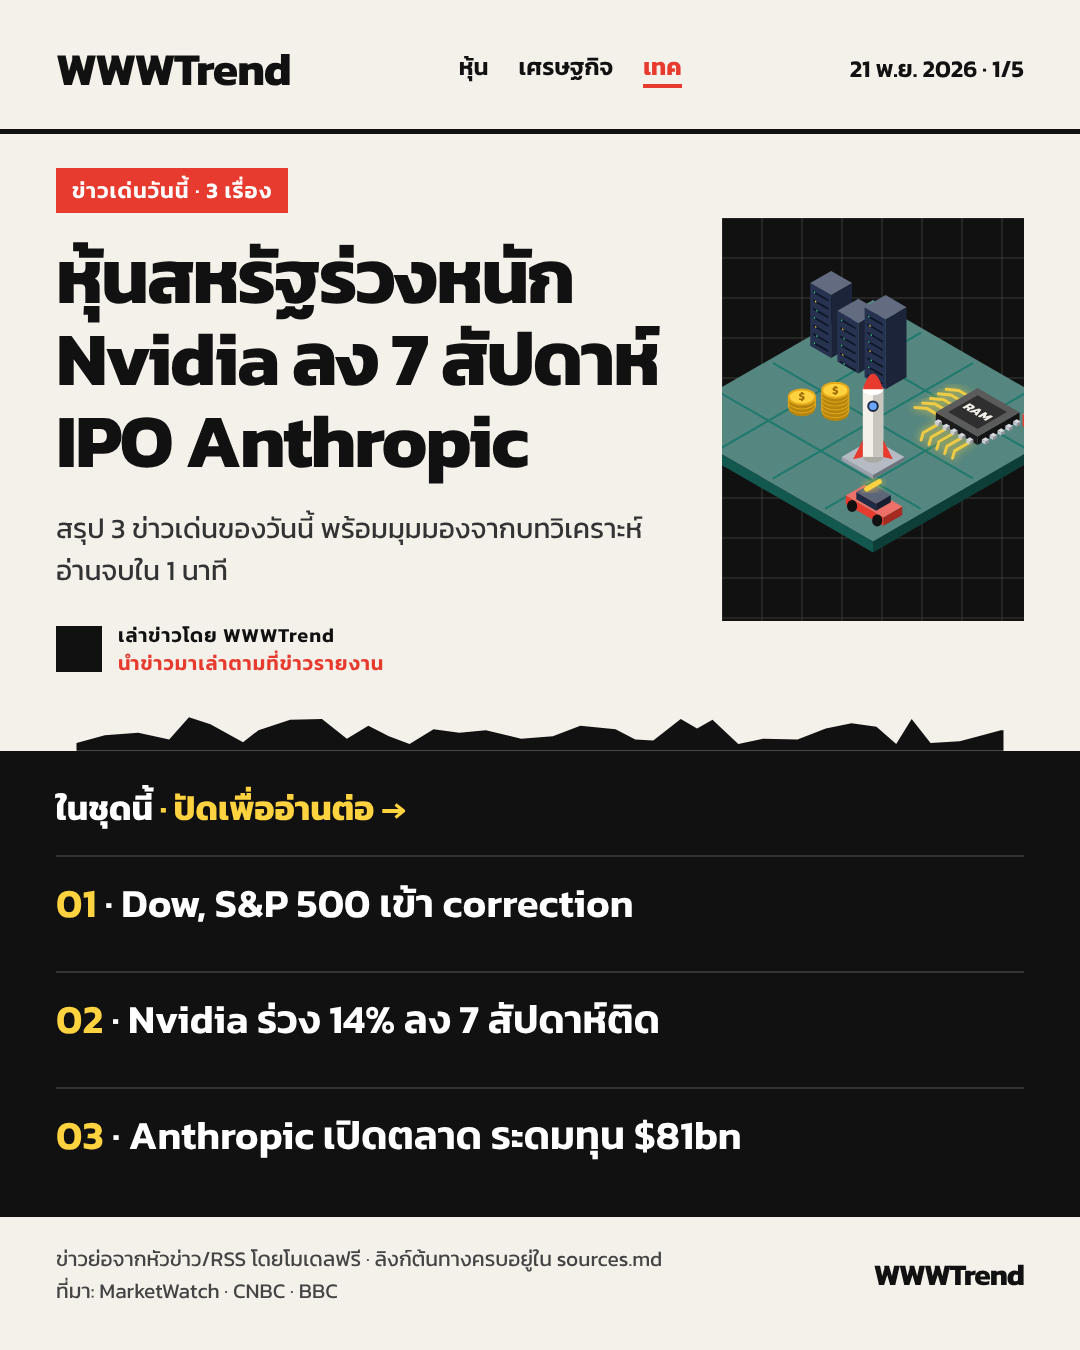 WWWTrend
หุ้น เศรษฐกิจ เทค
21 พ.ย. 2026 · 1/5
ข่าวเด่นวันนี้ · 3 เรื่อง
หุ้นสหรัฐร่วงหนัก
Nvidia ลง 7 สัปดาห์
IPO Anthropic
สรุป 3 ข่าวเด่นของวันนี้ พร้อมมุมมองจากบทวิเคราะห์
อ่านจบใน 1 นาที
$ $
RAM
เล่าข่าวโดย WWWTrend
นำข่าวมาเล่าตามที่ข่าวรายงาน
ในชุดนี้ · ปัดเพื่ออ่านต่อ →
01 · Dow, S&P 500 เข้า correction
02 · Nvidia ร่วง 14% ลง 7 สัปดาห์ติด
03 · Anthropic เปิดตลาด ระดมทุน $81bn
ข่าวย่อจากหัวข่าว/RSS โดยโมเดลฟรี · ลิงก์ต้นทางครบอยู่ใน sources.md
ที่มา: MarketWatch · CNBC · BBC
WWWTrend